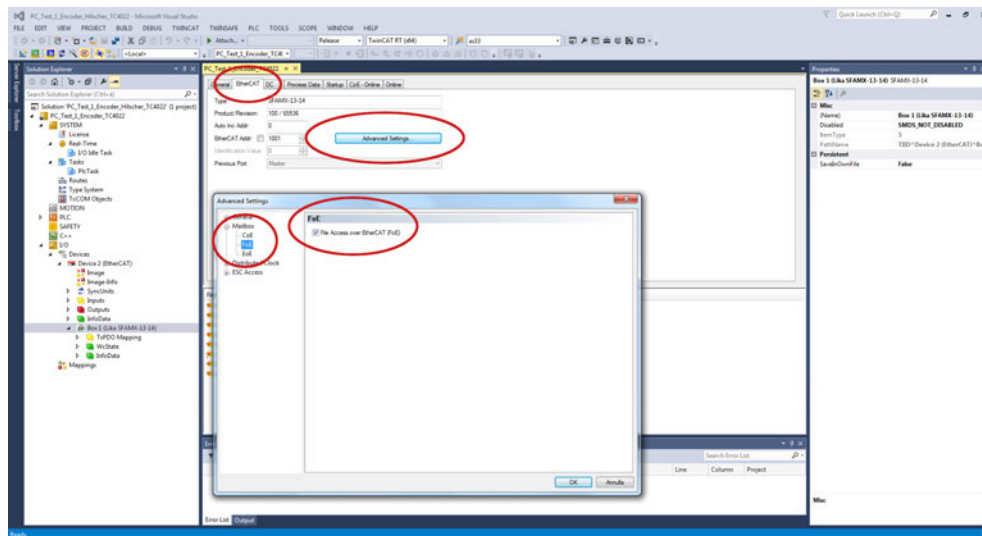 PC_Test_1_Encoder_Hilscher_TC4022 - Microsoft Visual Studio
Quick Launch (Ctrl+Q)
FILE EDIT VIEW PROJECT BUILD DEBUG TWINCAT TWINSAFE PLC TOOLS SCOPE WINDOW HELP
Attach... Release TwinCAT RT (x64)
<Local>
Solution Explorer
Search Solution Explorer (Ctrl+è)
Solution 'PC_Test_1_Encoder_Hilscher_TC4022' (1 project)
PC_Test_1_Encoder_Hilscher_TC4022
SYSTEM
License
Real-Time
I/O Idle Task
Tasks
PlcTask
Routes
Type System
TcCOM Objects
MOTION
PLC
SAFETY
C++
I/O
Devices
Device 2 (EtherCAT)
Image
Image-Info
SyncUnits
Inputs
Outputs
InfoData
Box 1 (Lika SFAMX-13-14)
TxPDO Mapping
WcState
InfoData
Mappings
General EtherCAT DC Process Data Startup CoE - Online Online
Type SFAMX-13-14
Product/Revision: 100 / 65536
Auto Inc Addr: 0
EtherCAT Addr: 1001
Advanced Settings...
Identification Value: 0
Previous Port: Master
Advanced Settings
General
Mailbox
CoE
FoE
EoE
Distributed Clock
ESC Access
FoE
File Access over EtherCAT (FoE)
OK Annulla
Search Error List
Line Column Project
Error List Output
Properties
Box 1 (Lika SFAMX-13-14) SFAMX-13-14
Misc
(Name) Box 1 (Lika SFAMX-13-14)
Disabled SMDS_NOT_DISABLED
ItemType 5
PathName
Persistent
SaveInOwnFile False
Misc
Ready